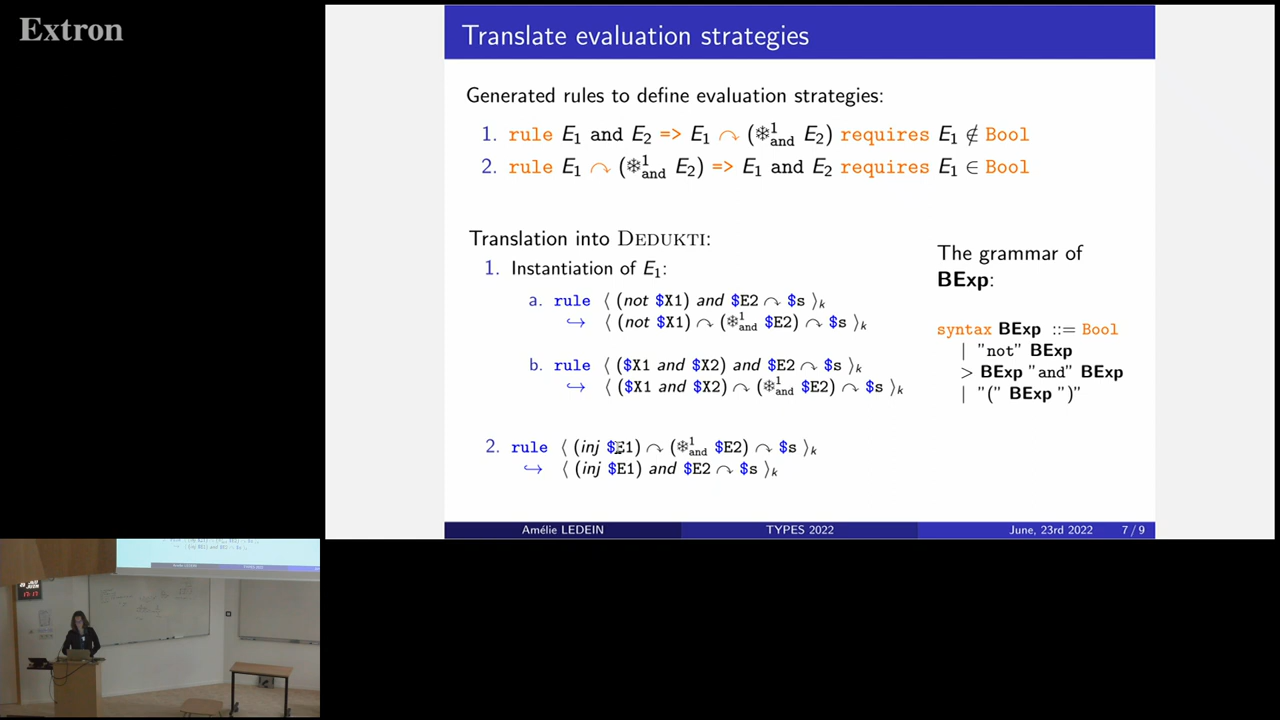 Extron
Translate evaluation strategies
Generated rules to define evaluation strategies:
1. rule E₁ and E₂ => E₁ ↷ (❄¹and E₂) requires E₁ ∉ Bool
2. rule E₁ ↷ (❄¹and E₂) => E₁ and E₂ requires E₁ ∈ Bool
Translation into DEDUKTI:
1. Instantiation of E₁:
a. rule ⟨ (not $X1) and $E2 ↷ $s ⟩k
↪ ⟨ (not $X1) ↷ (❄¹and $E2) ↷ $s ⟩k
b. rule ⟨ ($X1 and $X2) and $E2 ↷ $s ⟩k
↪ ⟨ ($X1 and $X2) ↷ (❄¹and $E2) ↷ $s ⟩k
2. rule ⟨ (inj $E1) ↷ (❄¹and $E2) ↷ $s ⟩k
↪ ⟨ (inj $E1) and $E2 ↷ $s ⟩k
The grammar of
BExp:
syntax BExp ::= Bool
| "not" BExp
> BExp "and" BExp
| "(" BExp ")"
Amélie LEDEIN TYPES 2022 June, 23rd 2022 7 / 9
17:17